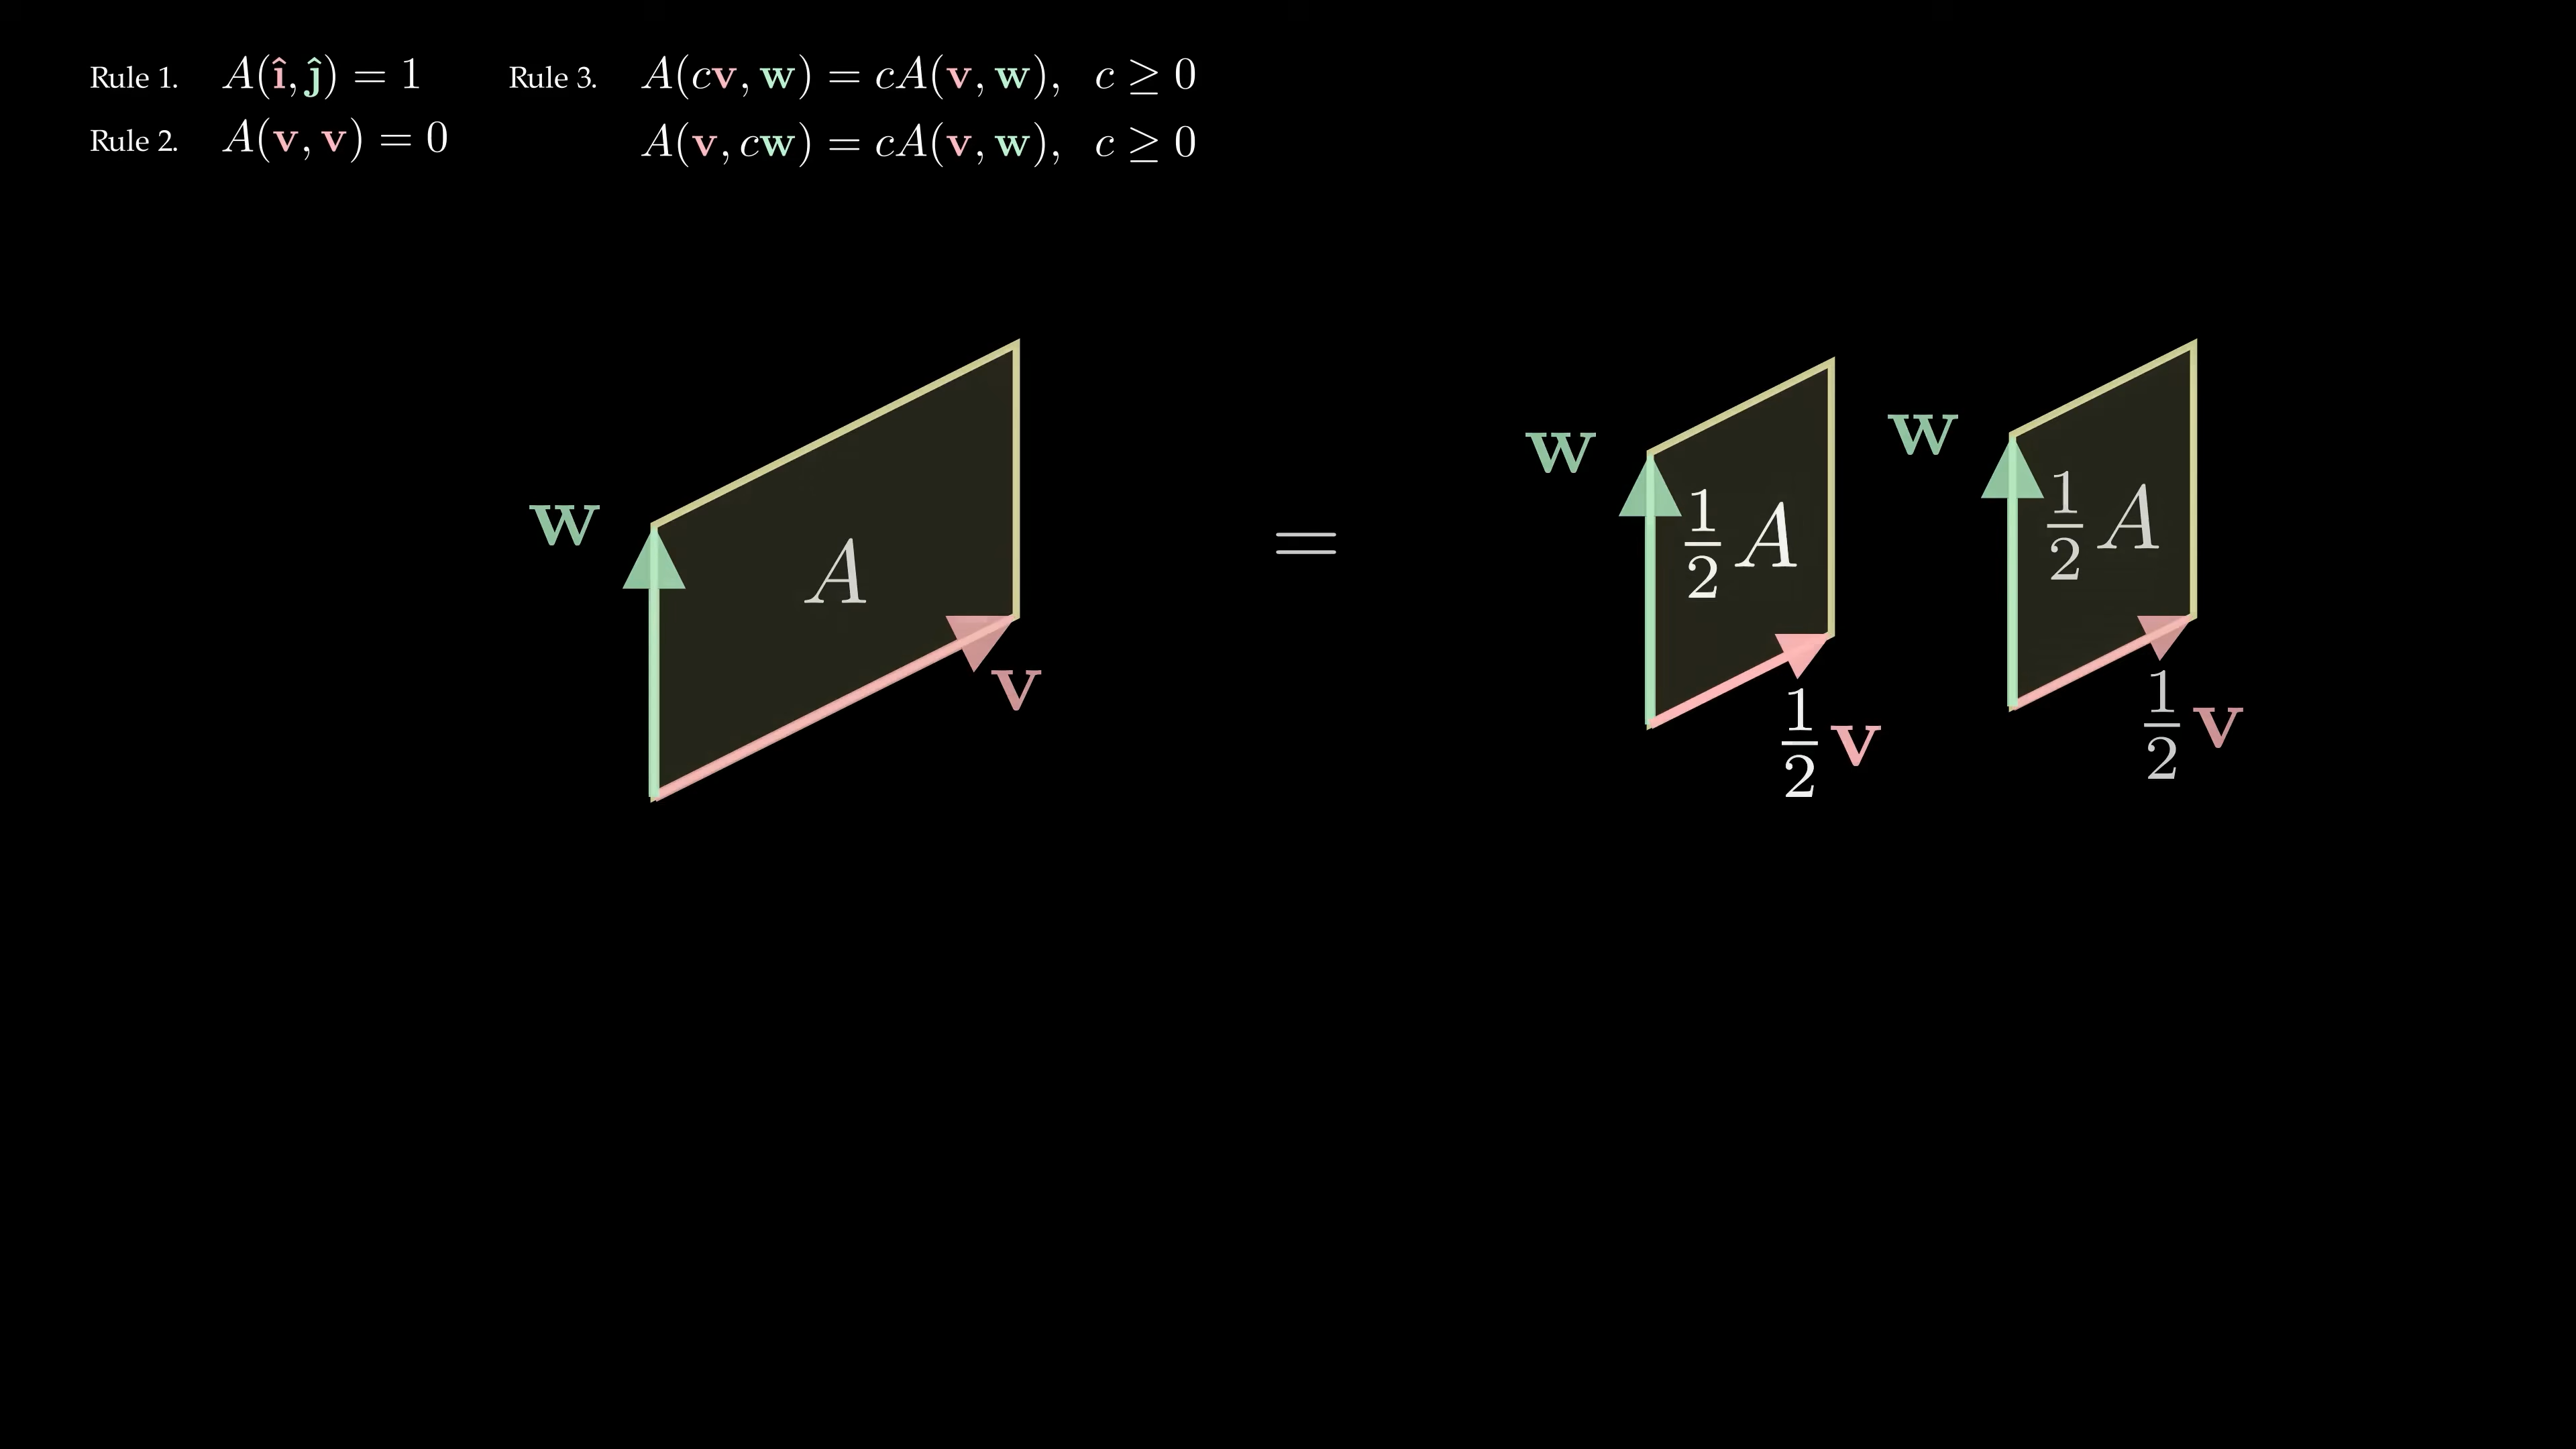 Rule 1. A(î, ĵ) = 1
Rule 2. A(v, v) = 0
Rule 3. A(cv, w) = cA(v, w), c ≥ 0
A(v, cw) = cA(v, w), c ≥ 0
w
A
v
=
w
1/2 A
1/2 v
w
1/2 A
1/2 v